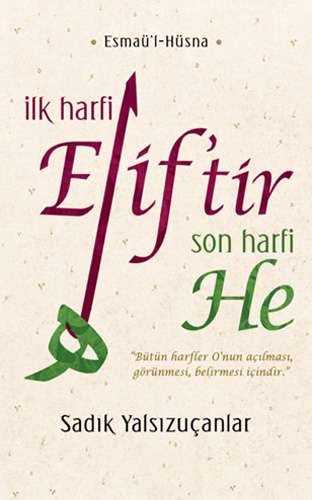 Esmaü'l-Hüsna
ilk harfi
Elif'tir
son harfi
He
"Bütün harfler O'nun açılması,
görünmesi, belirmesi içindir."
Sadık Yalsızuçanlar